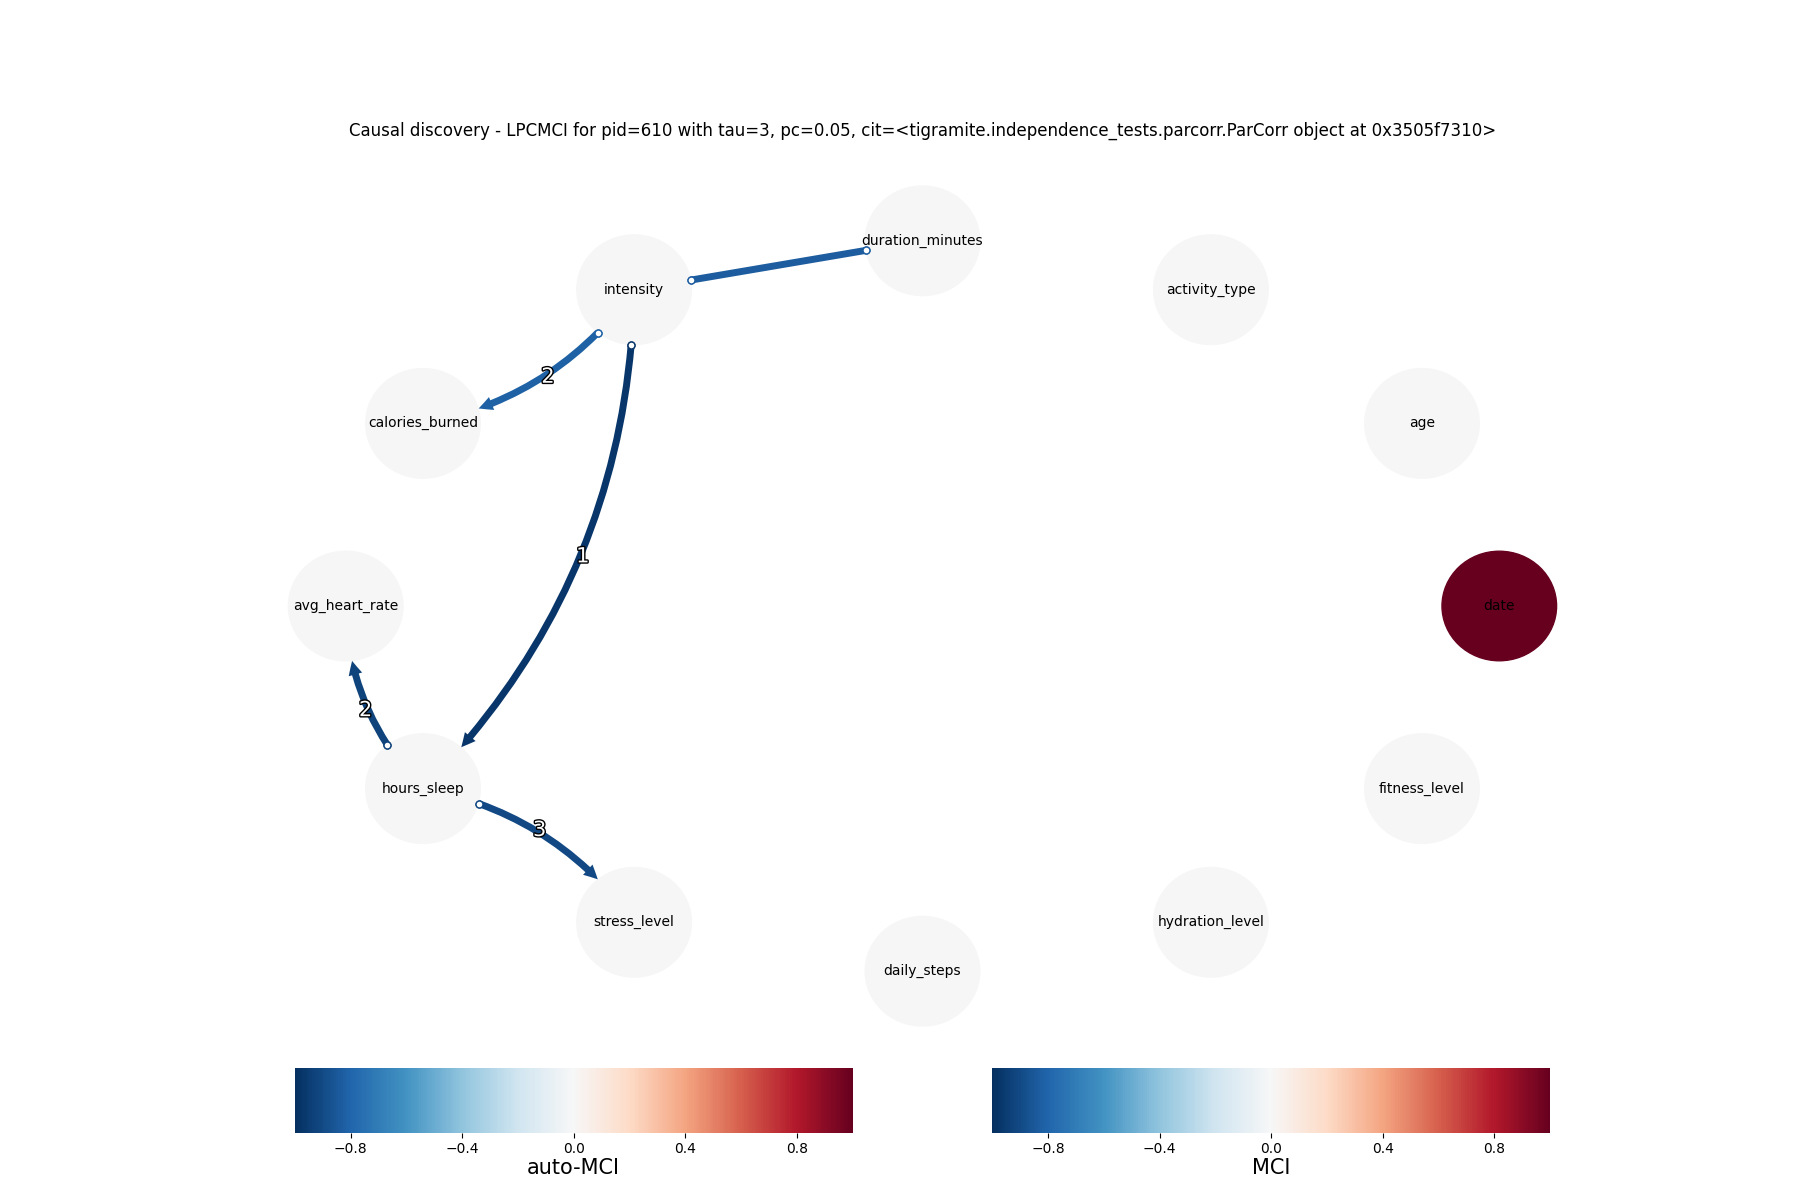 Causal discovery - LPCMCI for pid=610 with tau=3, pc=0.05, cit=<tigramite.independence_tests.parcorr.ParCorr object at 0x3505f7310>
duration_minutes
intensity
activity_type
2
calories_burned
age
1
avg_heart_rate
date
2
hours_sleep
fitness_level
3
stress_level
hydration_level
daily_steps
−0.8 −0.4 0.0 0.4 0.8
auto-MCI
−0.8 −0.4 0.0 0.4 0.8
MCI